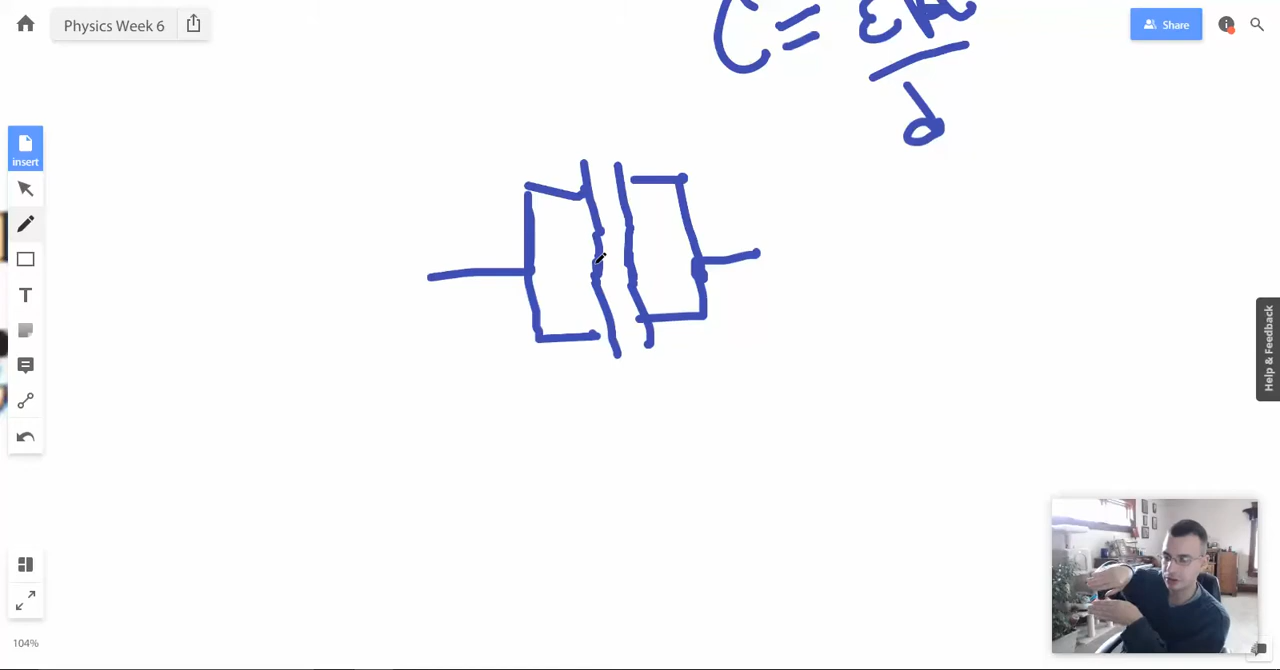 Physics Week 6
Share
C = εA
d
insert
T
Help & Feedback
104%